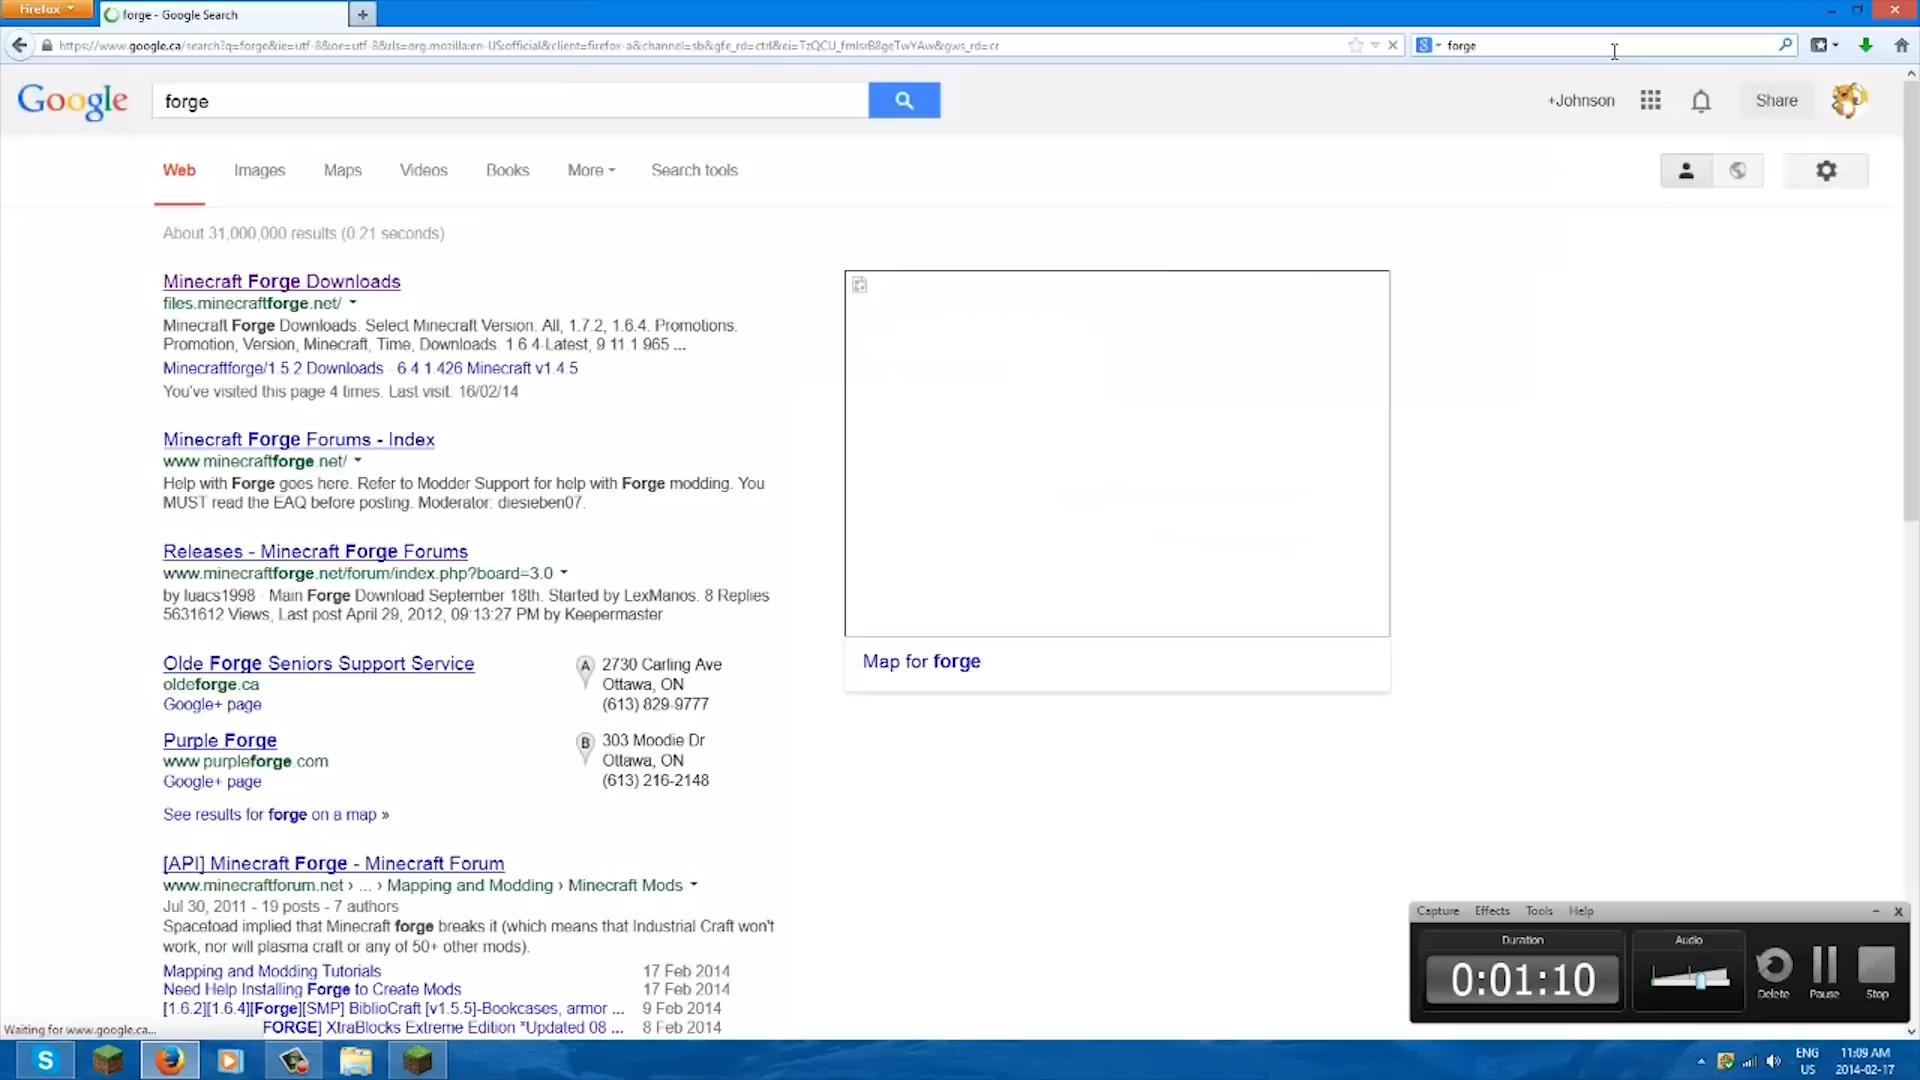 Firefox
forge - Google Search
https://www.google.ca/search?q=forge&ie=utf-8&oe=utf-8&rls=org.mozilla:en-US:official&client=firefox-a&channel=sb&gfe_rd=ctrl&ei=TzQCU_fmIsrB8geTwYAw&gws_rd=cr
forge
Google
forge
+Johnson
Share
Web
Images
Maps
Videos
Books
More
Search tools
About 31,000,000 results (0.21 seconds)
Minecraft Forge Downloads
files.minecraftforge.net/
Minecraft Forge Downloads. Select Minecraft Version. All, 1.7.2, 1.6.4. Promotions.
Promotion, Version, Minecraft, Time, Downloads. 1.6.4-Latest, 9.11.1.965 ...
Minecraftforge/1.5.2 Downloads - 6.4.1.426 Minecraft v1.4.5
You've visited this page 4 times. Last visit: 16/02/14
Minecraft Forge Forums - Index
www.minecraftforge.net/
Help with Forge goes here. Refer to Modder Support for help with Forge modding. You
MUST read the EAQ before posting. Moderator: diesieben07.
Releases - Minecraft Forge Forums
www.minecraftforge.net/forum/index.php?board=3.0
by luacs1998 · Main Forge Download September 18th. Started by LexManos. 8 Replies
5631612 Views, Last post April 29, 2012, 09:13:27 PM by Keepermaster
Olde Forge Seniors Support Service
oldeforge.ca
Google+ page
A
2730 Carling Ave
Ottawa, ON
(613) 829-9777
Purple Forge
www.purpleforge.com
Google+ page
B
303 Moodie Dr
Ottawa, ON
(613) 216-2148
See results for forge on a map »
[API] Minecraft Forge - Minecraft Forum
www.minecraftforum.net › ... › Mapping and Modding › Minecraft Mods
Jul 30, 2011 - 19 posts - 7 authors
Spacetoad implied that Minecraft forge breaks it (which means that Industrial Craft won't
work, nor will plasma craft or any of 50+ other mods).
Mapping and Modding Tutorials 17 Feb 2014
Need Help Installing Forge to Create Mods 17 Feb 2014
[1.6.2][1.6.4][Forge][SMP] BiblioCraft [v1.5.5]-Bookcases, armor ... 9 Feb 2014
FORGE] XtraBlocks Extreme Edition *Updated 08 ... 8 Feb 2014
Map for forge
Waiting for www.google.ca...
Capture Effects Tools Help
Duration
0:01:10
Audio
Delete
Pause
Stop
ENG
US
11:09 AM
2014-02-17